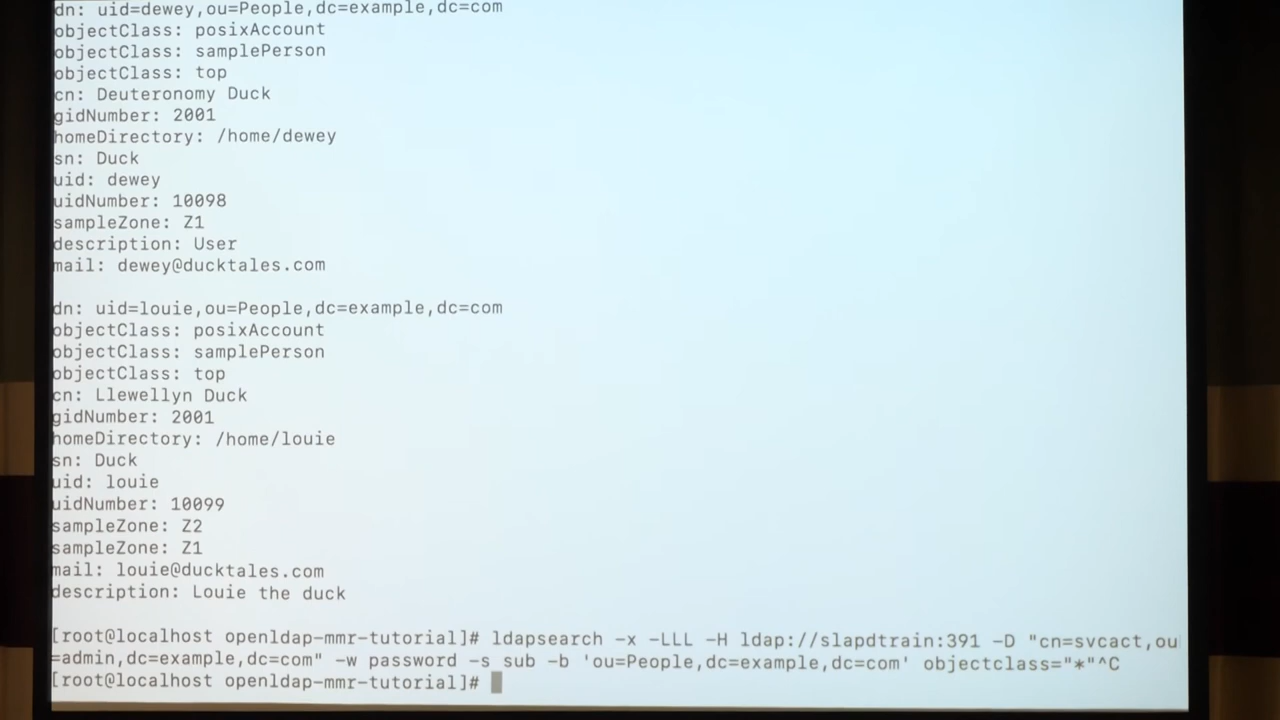 dn: uid=dewey,ou=People,dc=example,dc=com
objectClass: posixAccount
objectClass: samplePerson
objectClass: top
cn: Deuteronomy Duck
gidNumber: 2001
homeDirectory: /home/dewey
sn: Duck
uid: dewey
uidNumber: 10098
sampleZone: Z1
description: User
mail: dewey@ducktales.com
dn: uid=louie,ou=People,dc=example,dc=com
objectClass: posixAccount
objectClass: samplePerson
objectClass: top
cn: Llewellyn Duck
gidNumber: 2001
homeDirectory: /home/louie
sn: Duck
uid: louie
uidNumber: 10099
sampleZone: Z2
sampleZone: Z1
mail: louie@ducktales.com
description: Louie the duck
[root@localhost openldap-mmr-tutorial]# ldapsearch -x -LLL -H ldap://slapdtrain:391 -D "cn=svcact,ou
=admin,dc=example,dc=com" -w password -s sub -b 'ou=People,dc=example,dc=com' objectclass="*"^C
[root@localhost openldap-mmr-tutorial]#